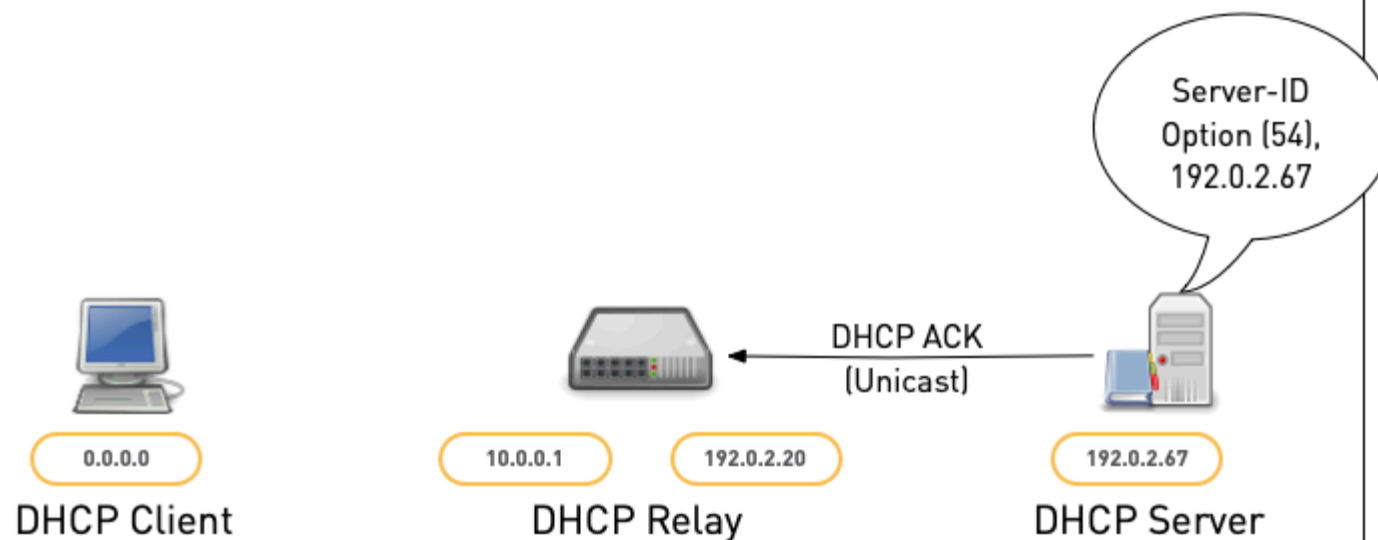 Server-ID
Option (54),
192.0.2.67
DHCP ACK
(Unicast)
0.0.0.0
10.0.0.1
192.0.2.20
192.0.2.67
DHCP Client
DHCP Relay
DHCP Server